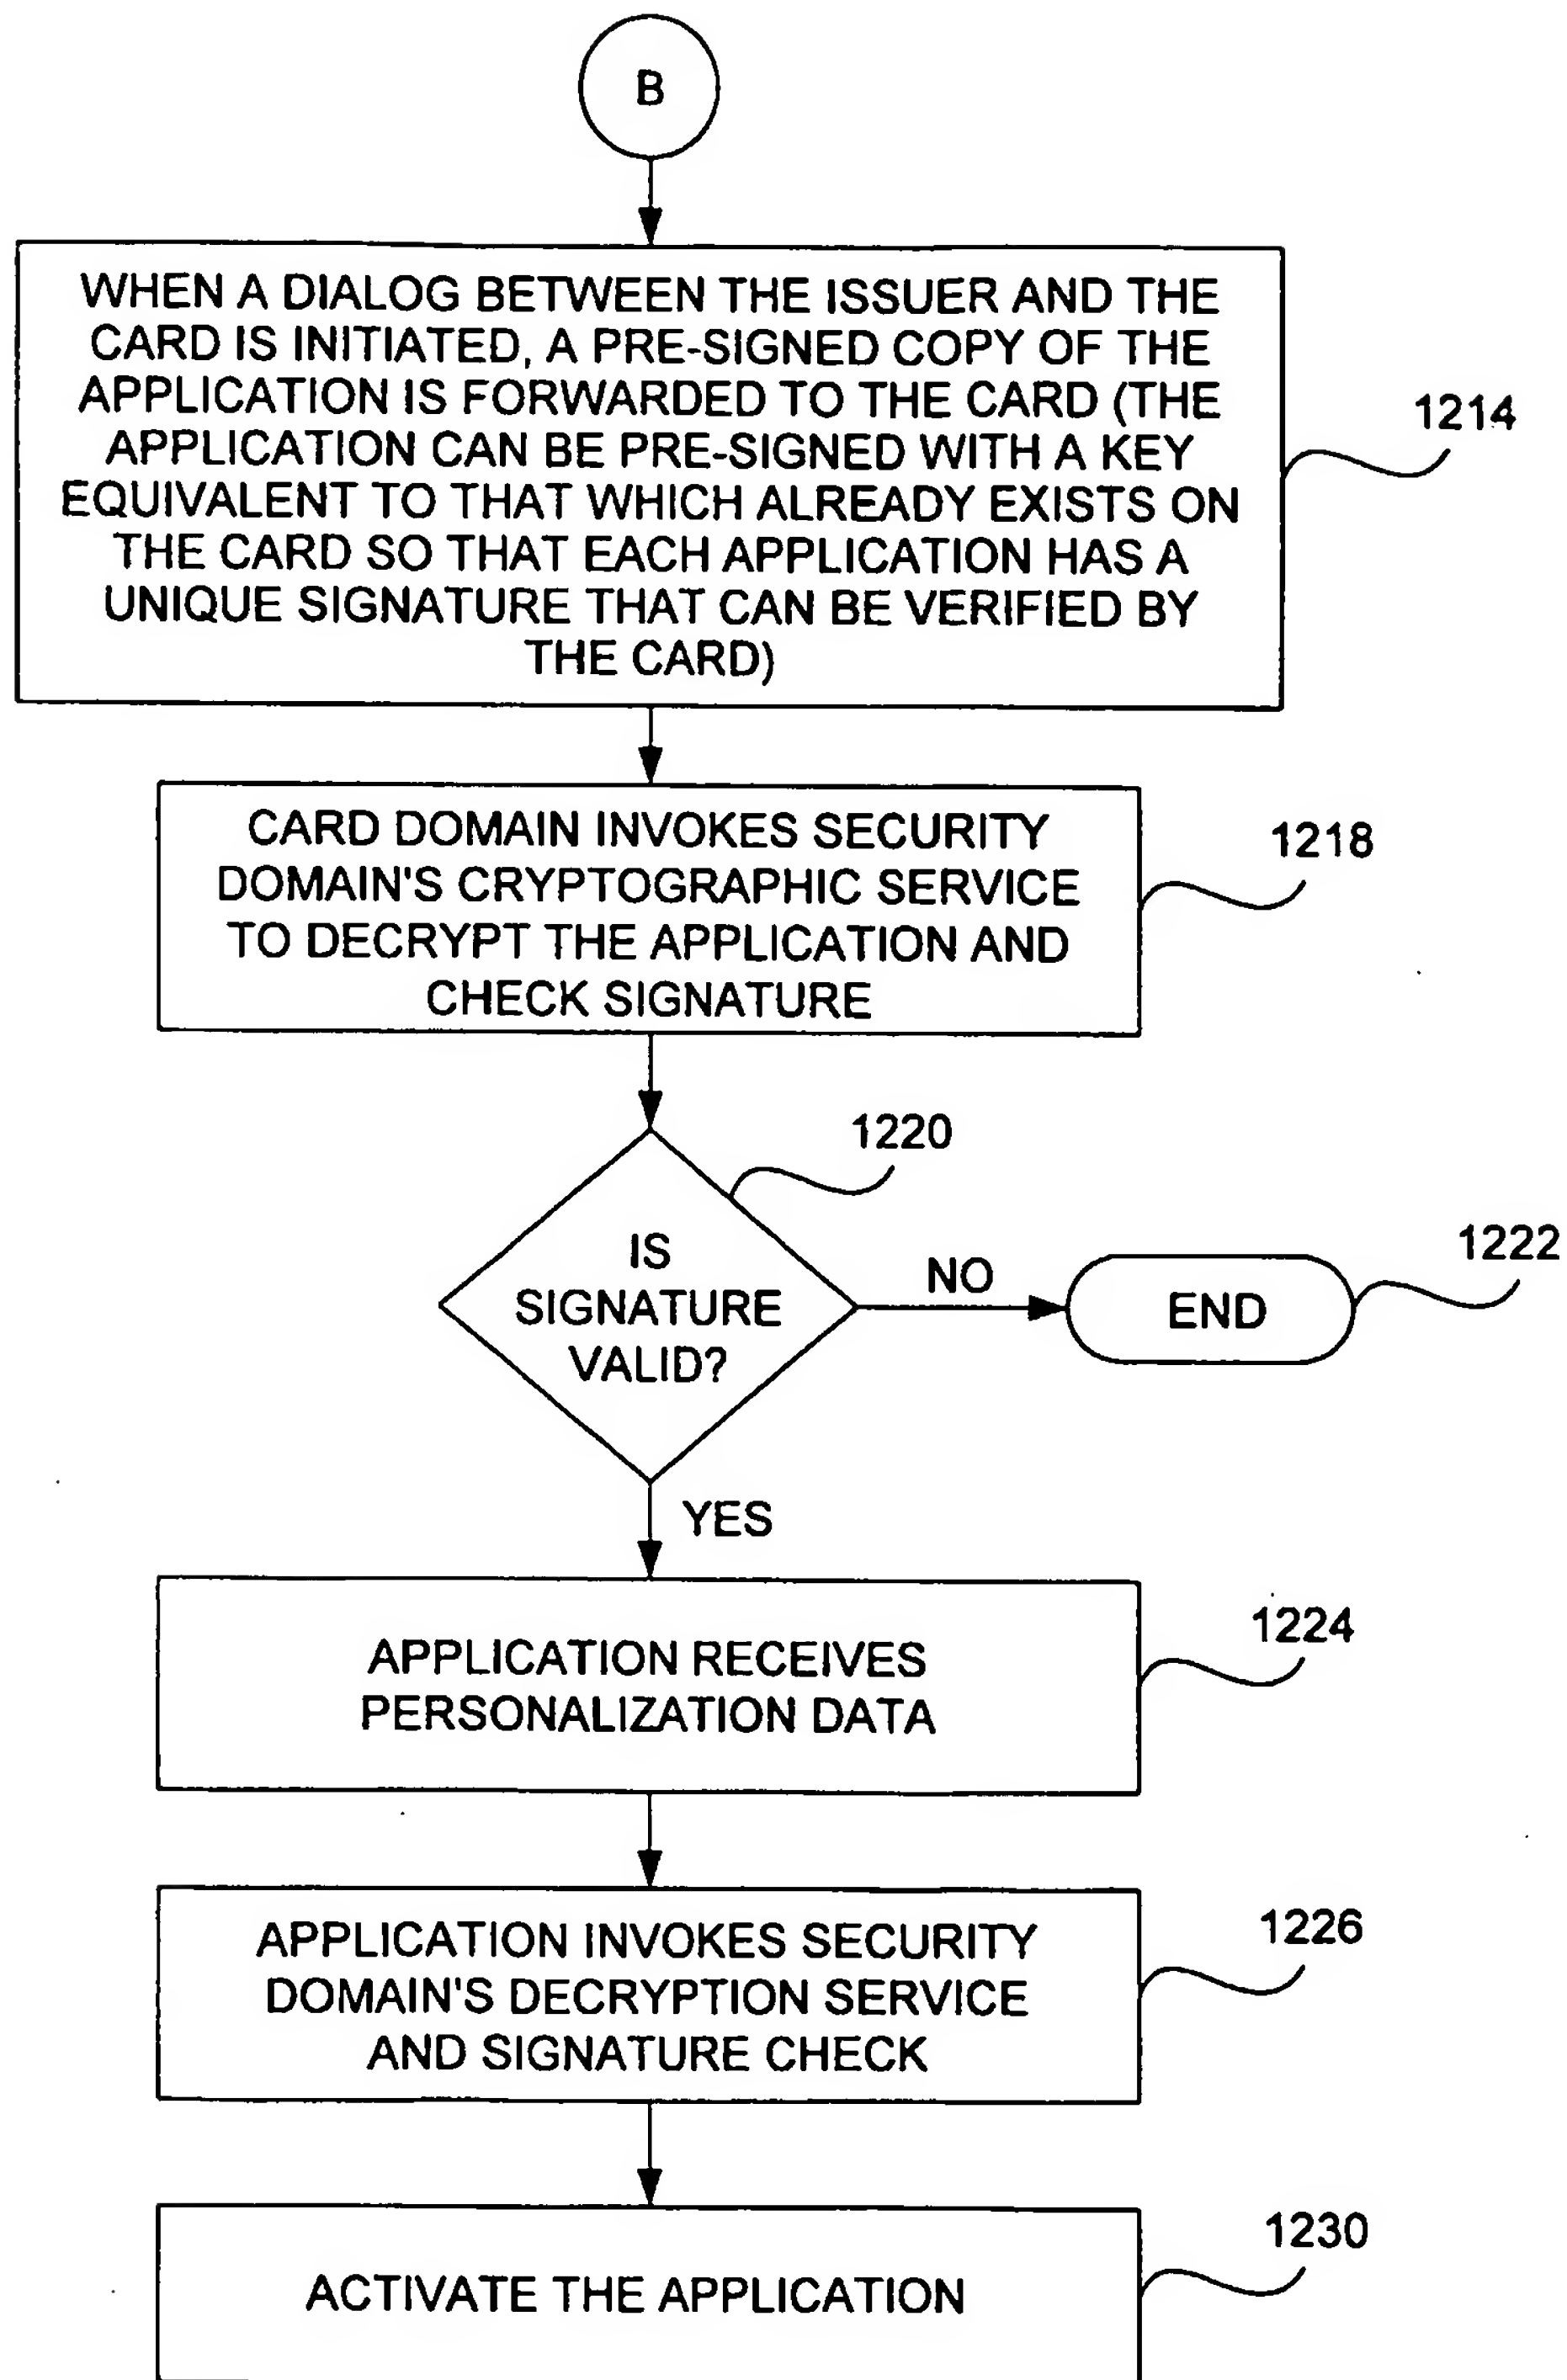 B
WHEN A DIALOG BETWEEN THE ISSUER AND THE
CARD IS INITIATED, A PRE-SIGNED COPY OF THE
APPLICATION IS FORWARDED TO THE CARD (THE
APPLICATION CAN BE PRE-SIGNED WITH A KEY
EQUIVALENT TO THAT WHICH ALREADY EXISTS ON
THE CARD SO THAT EACH APPLICATION HAS A
UNIQUE SIGNATURE THAT CAN BE VERIFIED BY
THE CARD)
1214
CARD DOMAIN INVOKES SECURITY
DOMAIN'S CRYPTOGRAPHIC SERVICE
TO DECRYPT THE APPLICATION AND
CHECK SIGNATURE
1218
1220
IS
SIGNATURE
VALID?
NO
END
1222
YES
APPLICATION RECEIVES
PERSONALIZATION DATA
1224
APPLICATION INVOKES SECURITY
DOMAIN'S DECRYPTION SERVICE
AND SIGNATURE CHECK
1226
ACTIVATE THE APPLICATION
1230